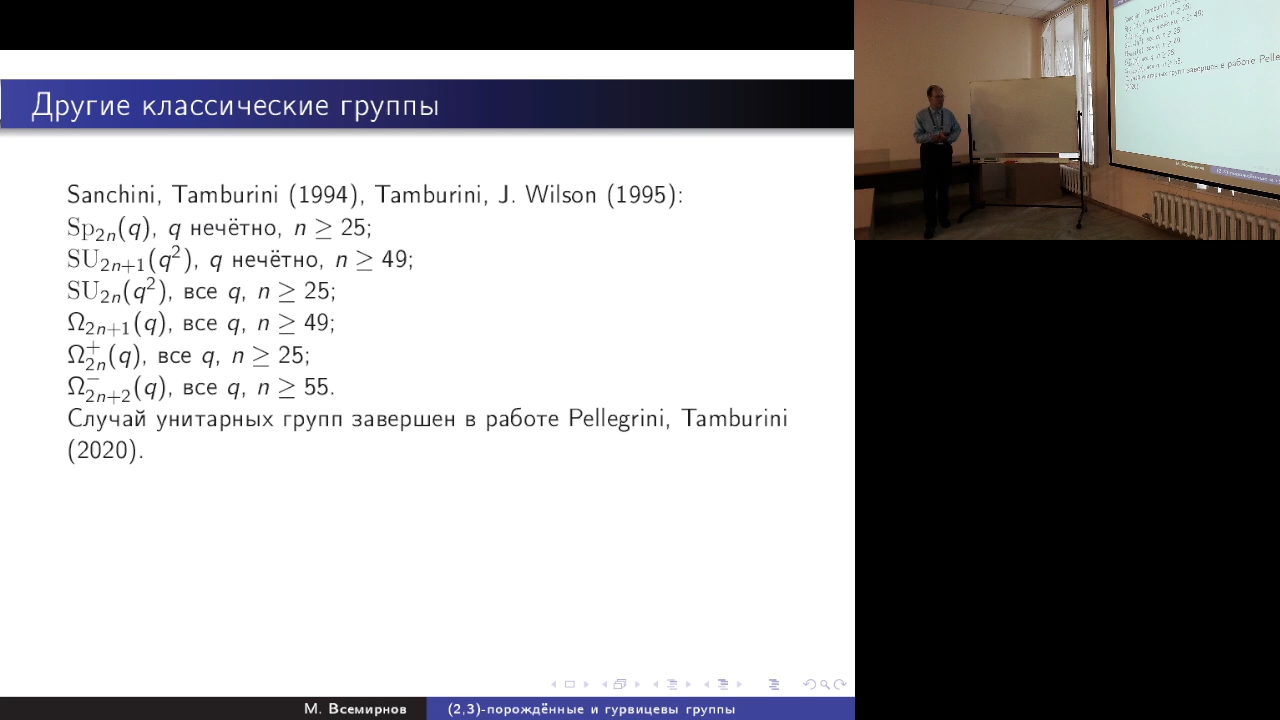 Другие классические группы
Sanchini, Tamburini (1994), Tamburini, J. Wilson (1995):
Sp₂ₙ(q), q нечётно, n ≥ 25;
SU₂ₙ₊₁(q²), q нечётно, n ≥ 49;
SU₂ₙ(q²), все q, n ≥ 25;
Ω₂ₙ₊₁(q), все q, n ≥ 49;
Ω⁺₂ₙ(q), все q, n ≥ 25;
Ω⁻₂ₙ₊₂(q), все q, n ≥ 55.
Случай унитарных групп завершен в работе Pellegrini, Tamburini
(2020).
М. Всемирнов (2,3)-порождённые и гурвицевы группы